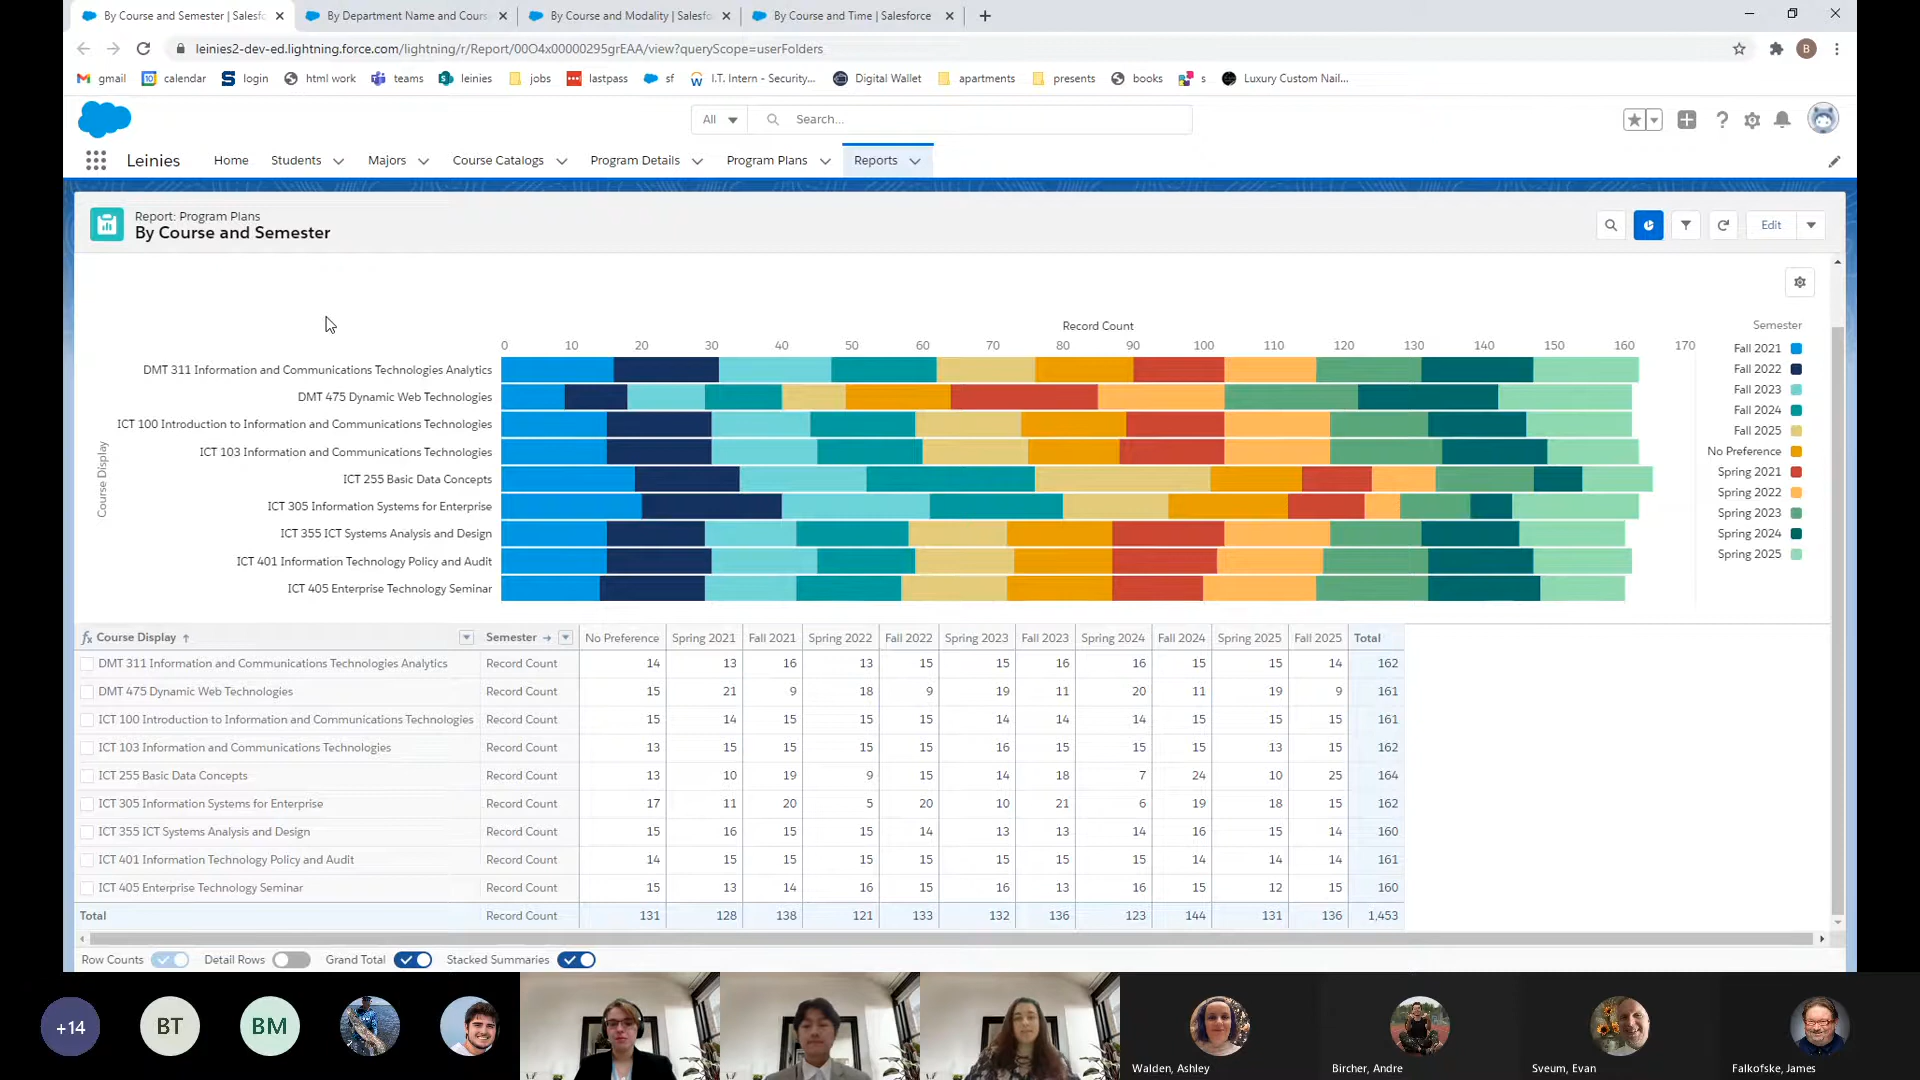 By Course and Semester | Salesfo
By Department Name and Cours
By Course and Modality | Salesfo
By Course and Time | Salesforce
leinies2-dev-ed.lightning.force.com/lightning/r/Report/00O4x00000295grEAA/view?queryScope=userFolders
B
gmail
calendar
login
html work
teams
leinies
jobs
lastpass
sf
I.T. Intern - Security...
Digital Wallet
apartments
presents
books
s
Luxury Custom Nail...
All
Search...
Leinies
Home
Students
Majors
Course Catalogs
Program Details
Program Plans
Reports
Report: Program Plans
By Course and Semester
Edit
Record Count
0 10 20 30 40 50 60 70 80 90 100 110 120 130 140 150 160 170
Course Display
DMT 311 Information and Communications Technologies Analytics
DMT 475 Dynamic Web Technologies
ICT 100 Introduction to Information and Communications Technologies
ICT 103 Information and Communications Technologies
ICT 255 Basic Data Concepts
ICT 305 Information Systems for Enterprise
ICT 355 ICT Systems Analysis and Design
ICT 401 Information Technology Policy and Audit
ICT 405 Enterprise Technology Seminar
Semester
Fall 2021
Fall 2022
Fall 2023
Fall 2024
Fall 2025
No Preference
Spring 2021
Spring 2022
Spring 2023
Spring 2024
Spring 2025
fx Course Display ↑ Semester → No Preference Spring 2021 Fall 2021 Spring 2022 Fall 2022 Spring 2023 Fall 2023 Spring 2024 Fall 2024 Spring 2025 Fall 2025 Total
DMT 311 Information and Communications Technologies Analytics Record Count 14 13 16 13 15 15 16 16 15 15 14 162
DMT 475 Dynamic Web Technologies Record Count 15 21 9 18 9 19 11 20 11 19 9 161
ICT 100 Introduction to Information and Communications Technologies Record Count 15 14 15 15 15 14 14 14 15 15 15 161
ICT 103 Information and Communications Technologies Record Count 13 15 15 15 15 16 15 15 15 13 15 162
ICT 255 Basic Data Concepts Record Count 13 10 19 9 15 14 18 7 24 10 25 164
ICT 305 Information Systems for Enterprise Record Count 17 11 20 5 20 10 21 6 19 18 15 162
ICT 355 ICT Systems Analysis and Design Record Count 15 16 15 15 14 13 13 14 16 15 14 160
ICT 401 Information Technology Policy and Audit Record Count 14 15 15 15 15 15 15 15 14 14 14 161
ICT 405 Enterprise Technology Seminar Record Count 15 13 14 16 15 16 13 16 15 12 15 160
Total Record Count 131 128 138 121 133 132 136 123 144 131 136 1,453
Row Counts
Detail Rows
Grand Total
Stacked Summaries
+14
BT
BM
Walden, Ashley
Bircher, Andre
Sveum, Evan
Falkofske, James